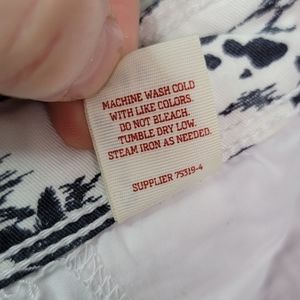 MACHINE WASH COLD
WITH LIKE COLORS.
DO NOT BLEACH.
TUMBLE DRY LOW.
STEAM IRON AS NEEDED.
SUPPLIER 75319-4